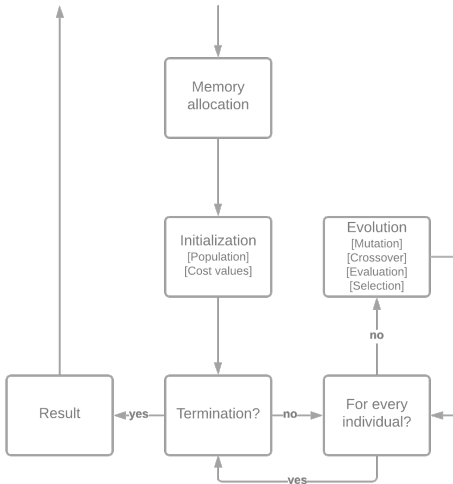 Memory
allocation
Initialization
[Population]
[Cost values]
Evolution
[Mutation]
[Crossover]
[Evaluation]
[Selection]
no
Result
yes
Termination?
no
For every
individual?
yes